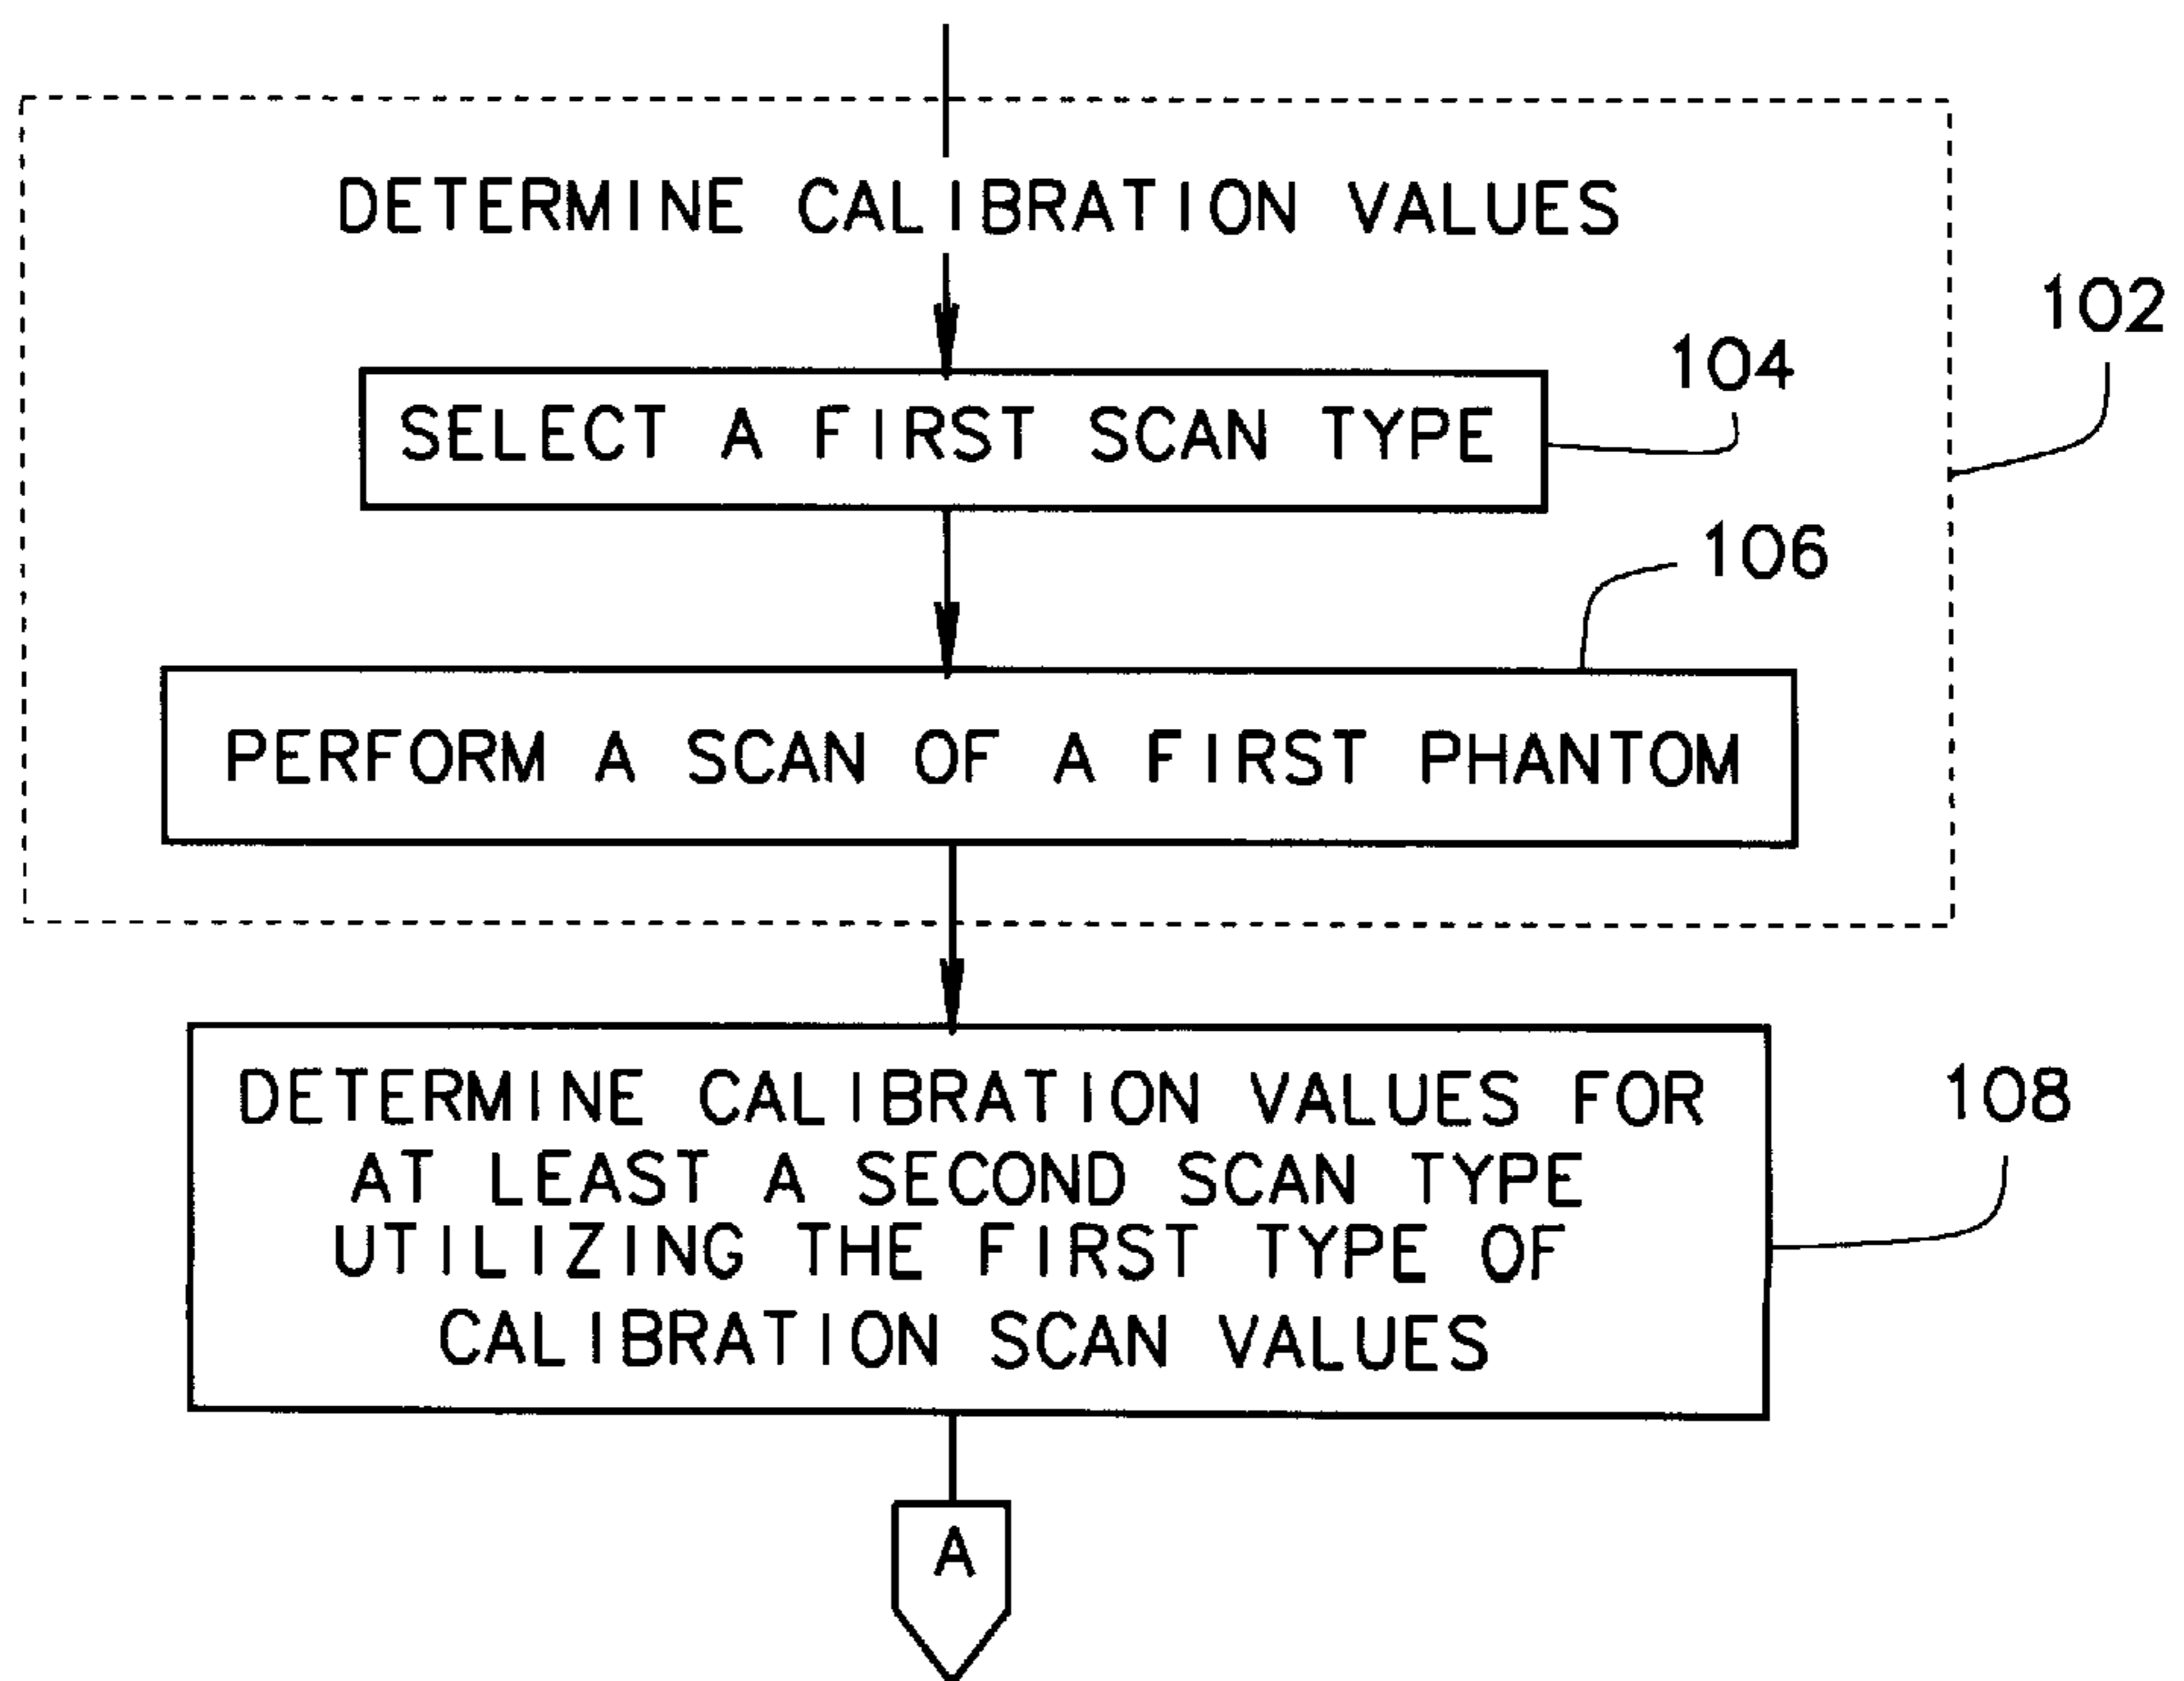 DETERMINE CALIBRATION VALUES
102
104
SELECT A FIRST SCAN TYPE
106
PERFORM A SCAN OF A FIRST PHANTOM
DETERMINE CALIBRATION VALUES FOR
108
AT LEAST A SECOND SCAN TYPE
UTILIZING THE FIRST TYPE OF
CALIBRATION SCAN VALUES
A